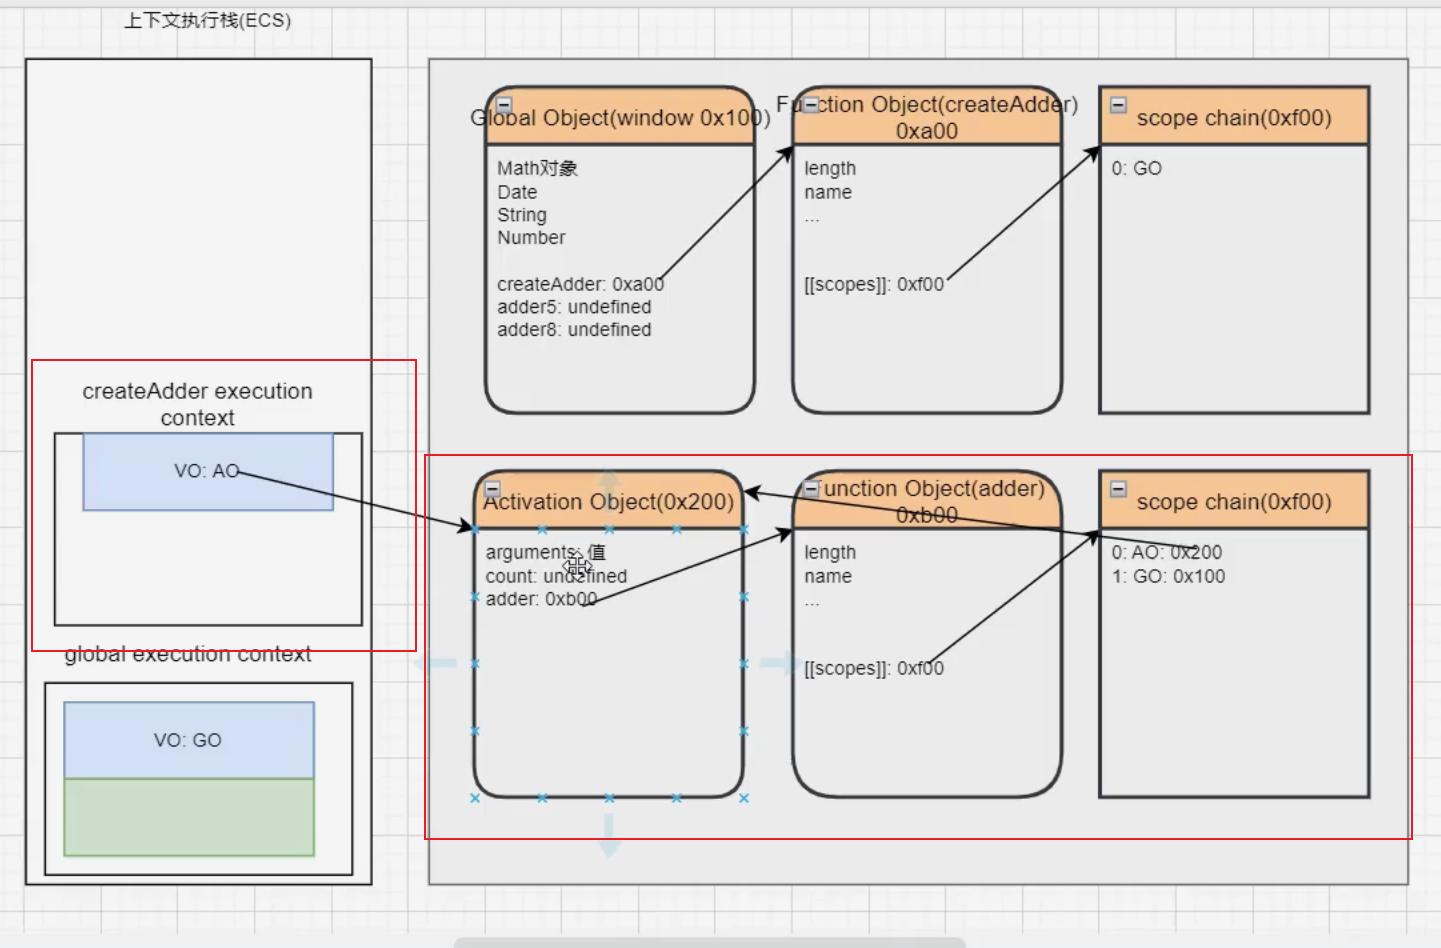 上下文执行栈(ECS)
Global Object(window 0x100)
Math对象
Date
String
Number
createAdder: 0xa00
adder5: undefined
adder8: undefined
Function Object(createAdder)
0xa00
length
name
...
[[scopes]]: 0xf00
scope chain(0xf00)
0: GO
createAdder execution
context
VO: AO
global execution context
VO: GO
Activation Object(0x200)
arguments: 值
count: undefined
adder: 0xb00
Function Object(adder)
0xb00
length
name
...
[[scopes]]: 0xf00
scope chain(0xf00)
0: AO: 0x200
1: GO: 0x100